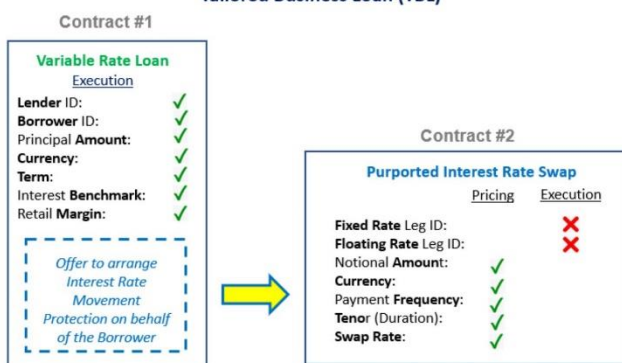 Tailored Business Loan (TBL)
Contract #1
Variable Rate Loan
Execution
Lender ID: ✓
Borrower ID: ✓
Principal Amount: ✓
Currency: ✓
Term: ✓
Interest Benchmark: ✓
Retail Margin: ✓
Offer to arrange
Interest Rate
Movement
Protection on behalf
of the Borrower
Contract #2
Purported Interest Rate Swap
Pricing Execution
Fixed Rate Leg ID: ✗
Floating Rate Leg ID: ✗
Notional Amount: ✓
Currency: ✓
Payment Frequency: ✓
Tenor (Duration): ✓
Swap Rate: ✓